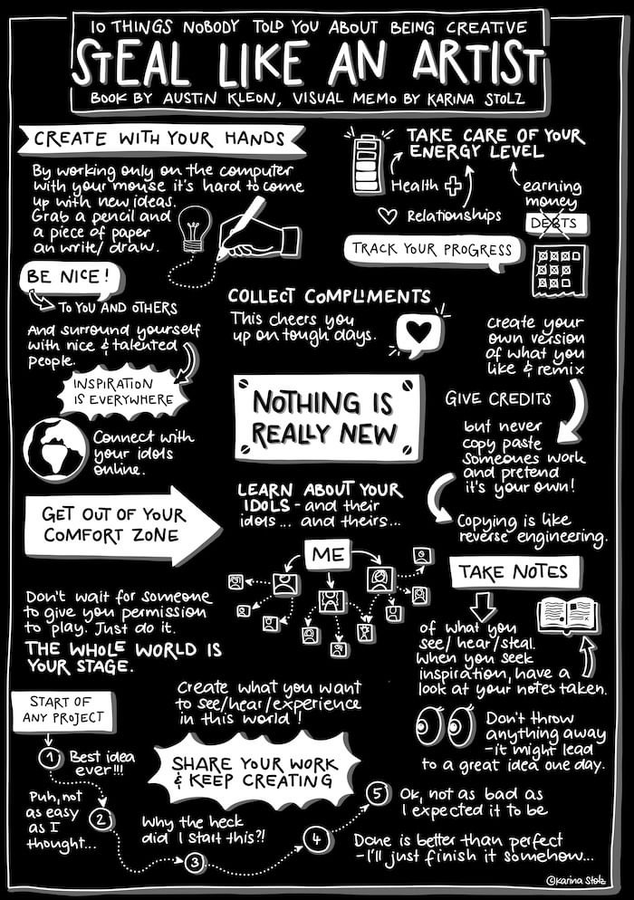 10 THINGS NOBODY TOLD YOU ABOUT BEING CREATIVE
STEAL LIKE AN ARTIST
BOOK BY AUSTIN KLEON, VISUAL MEMO BY KARINA STOLZ
CREATE WITH YOUR HANDS
By working only on the computer
with your mouse it's hard to come
up with new ideas.
Grab a pencil and
a piece of paper
an write/ draw.
TAKE CARE OF YOUR
ENERGY LEVEL
Health
Relationships
earning
money
DEBTS
TRACK YOUR PROGRESS
BE NICE!
TO YOU AND OTHERS
And surround yourself
with nice & talented
people.
INSPIRATION
IS EVERYWHERE
Connect with
your idols
online.
COLLECT COMPLIMENTS
This cheers you
up on tough days.
NOTHING IS
REALLY NEW
create your
own version
of what you
like & remix
GIVE CREDITS
but never
copy paste
someones work
and pretend
it's your own!
Copying is like
reverse engineering.
GET OUT OF YOUR
COMFORT ZONE
LEARN ABOUT YOUR
IDOLS - and their
idols... and theirs...
ME
TAKE NOTES
of what you
see/ hear/steal.
When you seek
inspiration, have a
look at your notes taken.
Don't wait for someone
to give you permission
to play. Just do it.
THE WHOLE WORLD IS
YOUR STAGE.
Create what you want
to see/hear/experience
in this world!
Don't throw
anything away
-it might lead
to a great idea one day.
SHARE YOUR WORK
& KEEP CREATING
START OF
ANY PROJECT
1 Best idea
ever!!!
Puh, not
as easy
as I
thought...
2
Why the heck
did I start this?!
3
4
Done is better than perfect
-I'll just finish it somehow...
5 Ok, not as bad as
I expected it to be
©Karina Stolz